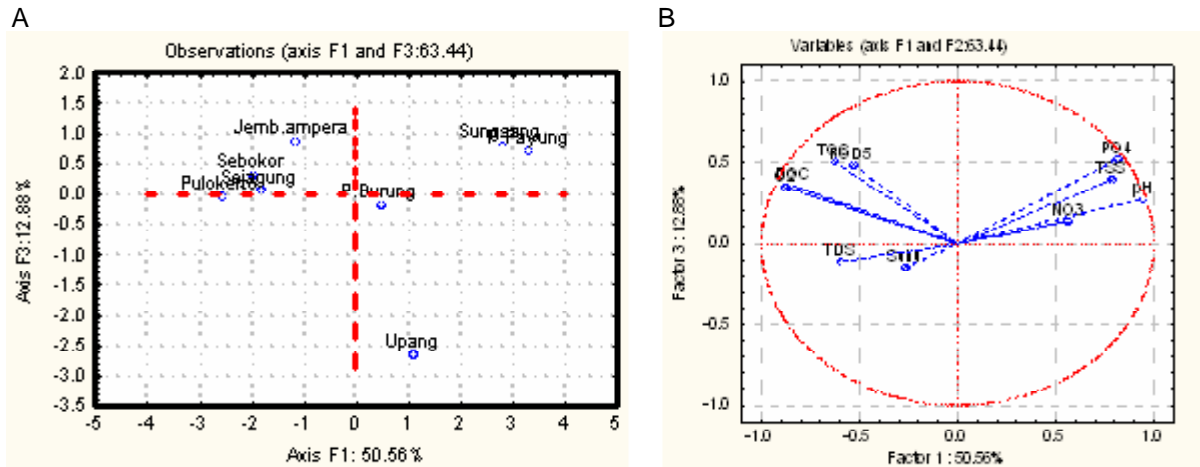 A
Observations (axis F1 and F3:63.44)
2.0
1.5
1.0
0.5
0.0
-0.5
-1.0
-1.5
-2.0
-2.5
-3.0
-3.5
Axis F3:12.88%
Jemb.ampera
Sungsang
Payung
Sebokor
P. Burung
Upang
-5
-4
-3
-2
-1
0
1
2
3
4
5
Axis F1: 50.56%
B
Variables (axis F1 and F2:63.44)
1.0
0.5
0.0
-0.5
-1.0
Factor 3 : 12.88%
PO4
TSS
pH
NO3
TDS
-1.0
-0.5
0.0
0.5
1.0
Factor 1 : 50.56%